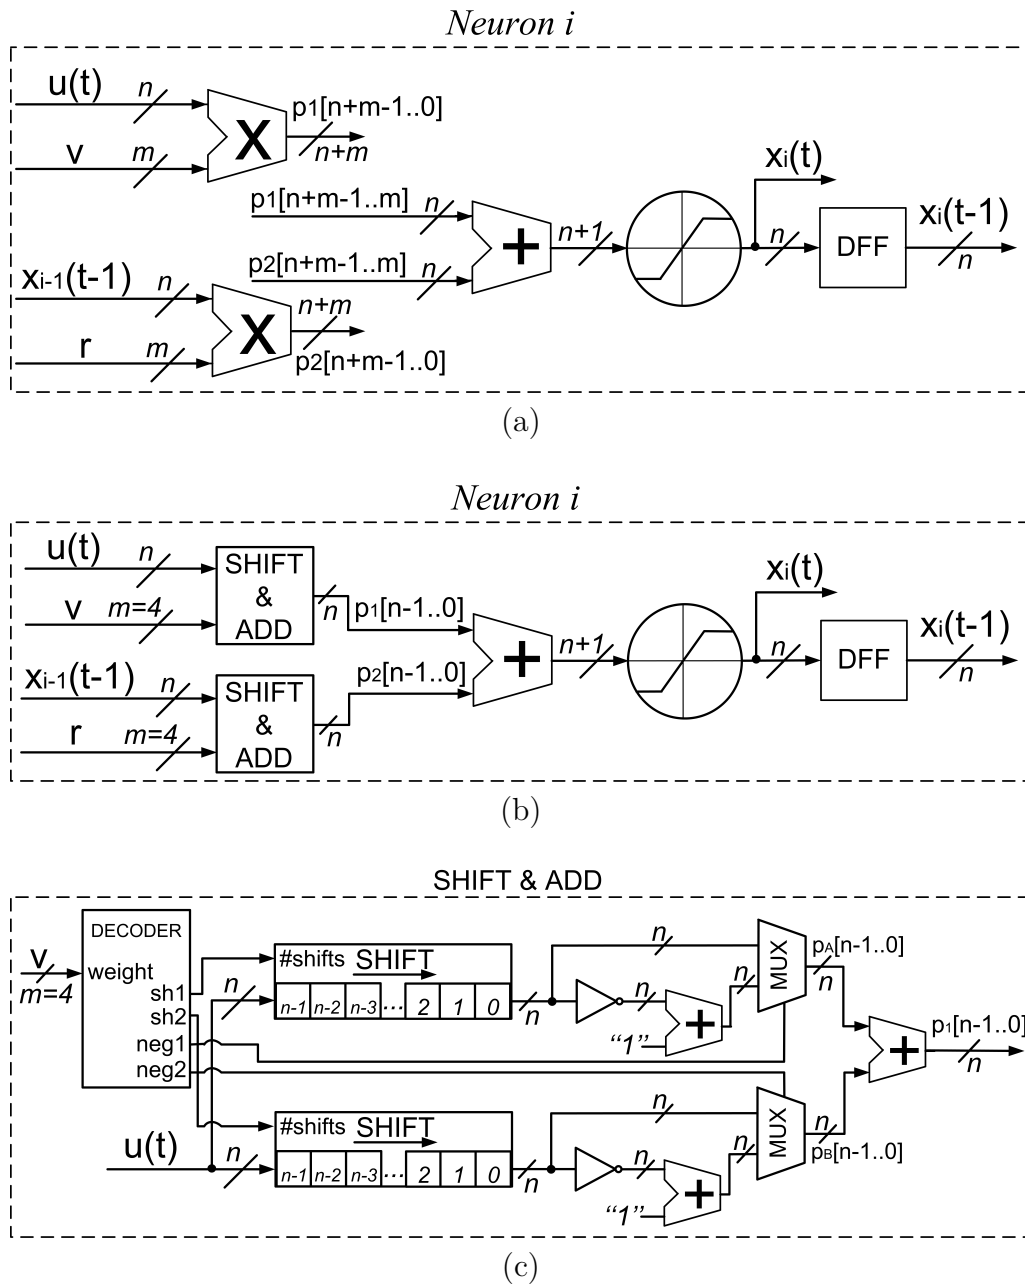 Neuron i
u(t) n p1[n+m-1..0]
X
v m n+m
xi(t)
p1[n+m-1..m] n
n+1 n DFF xi(t-1)
+ n
p2[n+m-1..m] n
xi-1(t-1) n n+m
X
r m p2[n+m-1..0]
(a)
Neuron i
u(t) n SHIFT & ADD
v m=4 n p1[n-1..0]
xi(t)
n+1 n DFF xi(t-1)
+ n
xi-1(t-1) n SHIFT & ADD p2[n-1..0]
r m=4 n
(b)
SHIFT & ADD
DECODER
v weight #shifts SHIFT n MUX pA[n-1..0]
m=4 sh1 n n-1 n-2 n-3 ... 2 1 0 n n n n
sh2 "1" + p1[n-1..0]
neg1 + n
neg2
#shifts SHIFT n MUX n
u(t) n n-1 n-2 n-3 ... 2 1 0 n n n pB[n-1..0]
"1" +
(c)